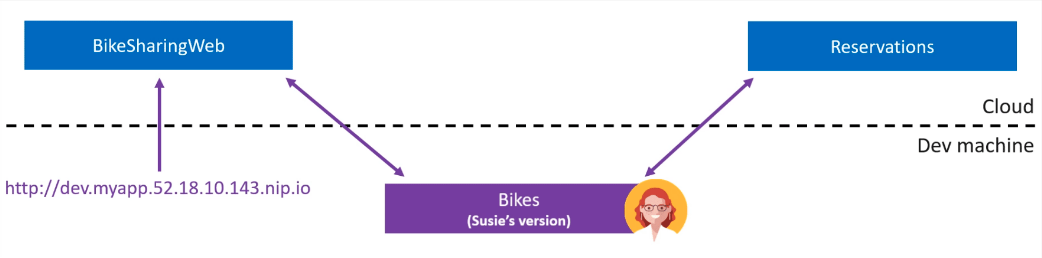 BikeSharingWeb
Reservations
Cloud
Dev machine
http://dev.myapp.52.18.10.143.nip.io
Bikes
(Susie's version)